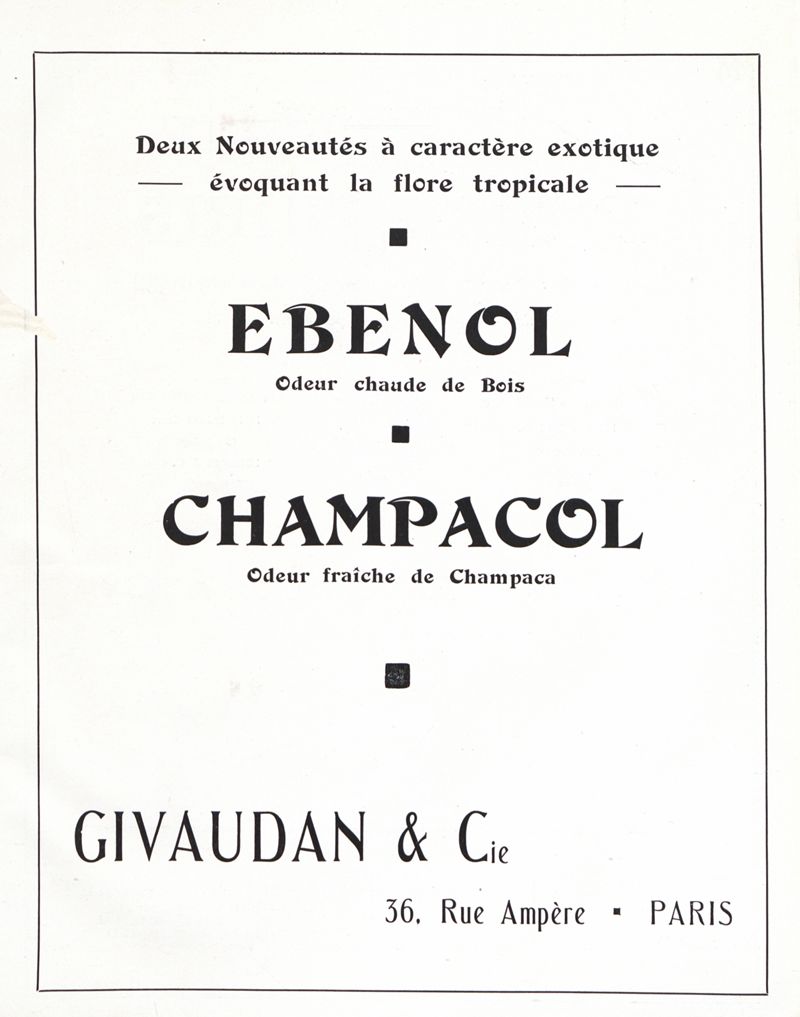 Deux Nouveautés à caractère exotique
— évoquant la flore tropicale —
EBENOL
Odeur chaude de Bois
CHAMPACOL
Odeur fraîche de Champaca
GIVAUDAN & Cie
36, Rue Ampère ▪ PARIS